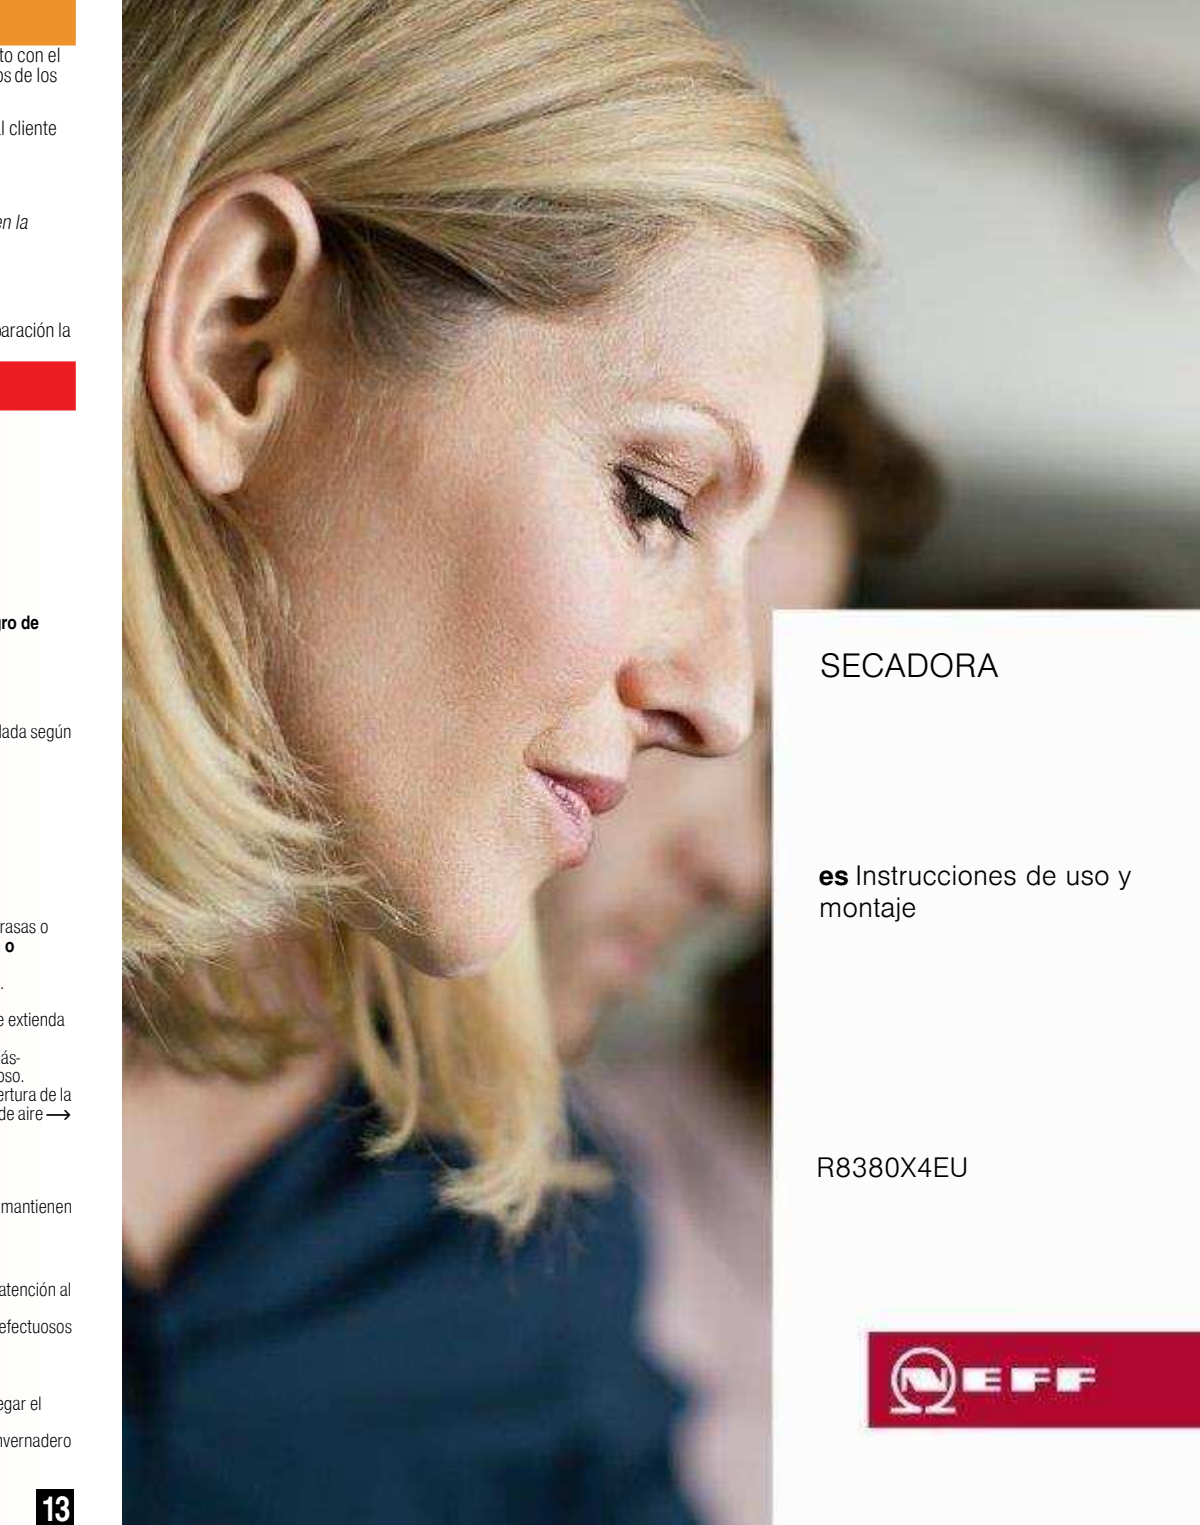 to con el
os de los
l cliente
en la
paración la
gro de
lada según
rasas o
o
.
e extienda
ás-
oso.
ertura de la
de aire →
mantienen
atención al
efectuosos
egar el
nvernadero
13
SECADORA
es Instrucciones de uso y
montaje
R8380X4EU
NEFF